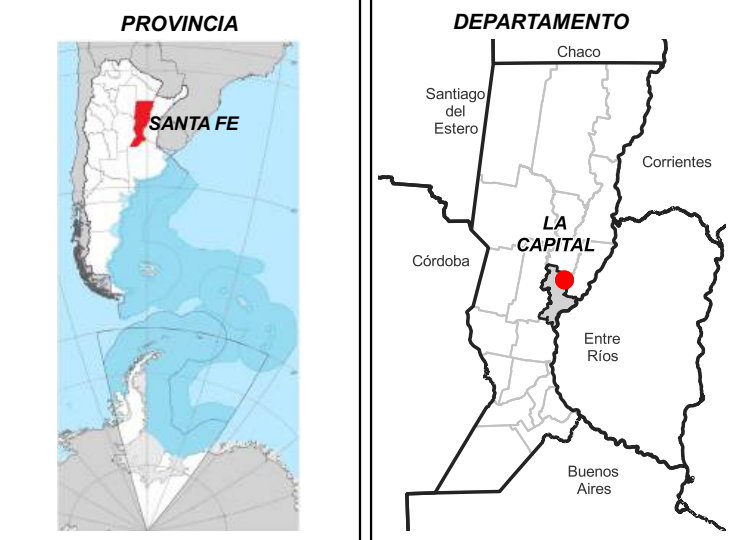 PROVINCIA
SANTA FE
DEPARTAMENTO
Chaco
Santiago
del
Estero
Corrientes
LA
CAPITAL
Córdoba
Entre
Ríos
Buenos
Aires